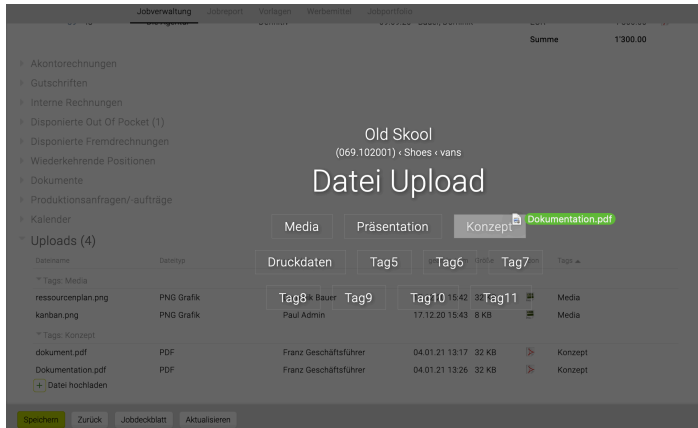 Jobverwaltung Jobreport Vorlagen Werbemittel Jobportfolio
Summe 1'300.00
Akontorechnungen
Gutschriften
Interne Rechnungen
Disponierte Out Of Pocket (1)
Disponierte Fremdrechnungen
Wiederkehrende Positionen
Dokumente
Produktionsanfragen/-aufträge
Kalender
Uploads (4)
Old Skool
(069.102001) ‹ Shoes ‹ vans
Datei Upload
Media Präsentation Konzept Dokumentation.pdf
Druckdaten Tag5 Tag6 Tag7
Tag8 Tag9 Tag10 Tag11
Dateiname Dateityp Größe Tags
Tags: Media
ressourcenplan.png PNG Grafik Bauer 15:42 Media
kanban.png PNG Grafik Paul Admin 17.12.20 15:43 8 KB Media
Tags: Konzept
dokument.pdf PDF Franz Geschäftsführer 04.01.21 13:17 32 KB Konzept
Dokumentation.pdf PDF Franz Geschäftsführer 04.01.21 13:26 32 KB Konzept
+ Datei hochladen
Speichern Zurück Jobdeckblatt Aktualisieren